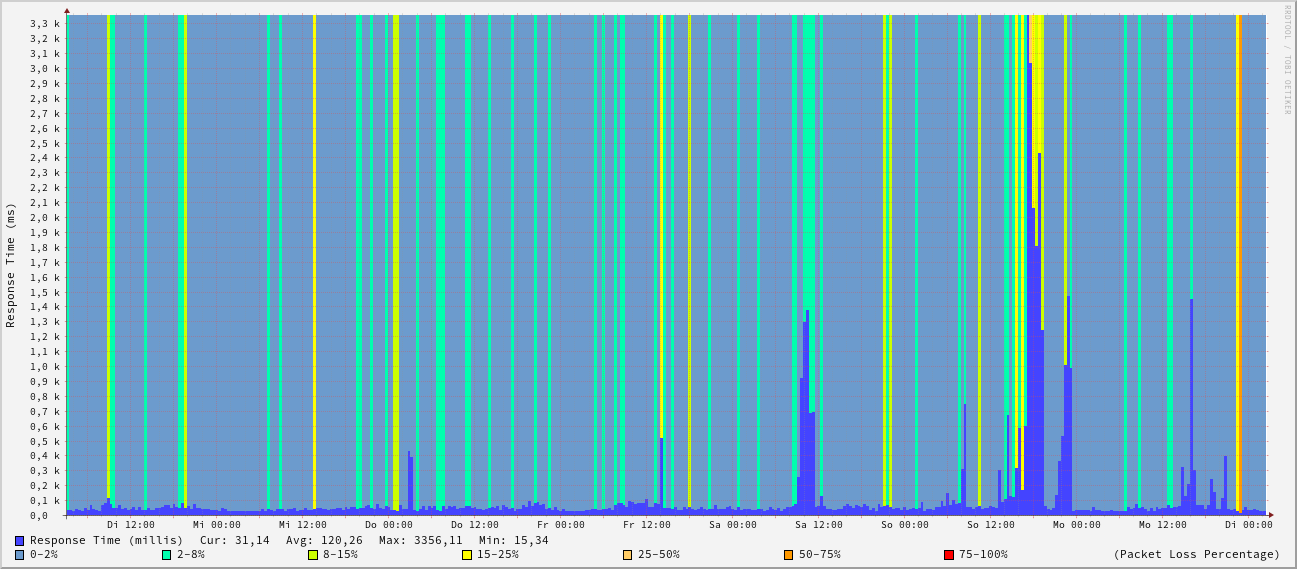 3,3 k
3,2 k
3,1 k
3,0 k
2,9 k
2,8 k
2,7 k
2,6 k
2,5 k
2,4 k
2,3 k
2,2 k
2,1 k
2,0 k
1,9 k
1,8 k
1,7 k
1,6 k
1,5 k
1,4 k
1,3 k
1,2 k
1,1 k
1,0 k
0,9 k
0,8 k
0,7 k
0,6 k
0,5 k
0,4 k
0,3 k
0,2 k
0,1 k
0,0
Response Time (ms)
RRDTOOL / TOBI OETIKER
Di 12:00 Mi 00:00 Mi 12:00 Do 00:00 Do 12:00 Fr 00:00 Fr 12:00 Sa 00:00 Sa 12:00 So 00:00 So 12:00 Mo 00:00 Mo 12:00 Di 00:00
Response Time (millis) Cur: 31,14 Avg: 120,26 Max: 3356,11 Min: 15,34
0-2% 2-8% 8-15% 15-25% 25-50% 50-75% 75-100% (Packet Loss Percentage)